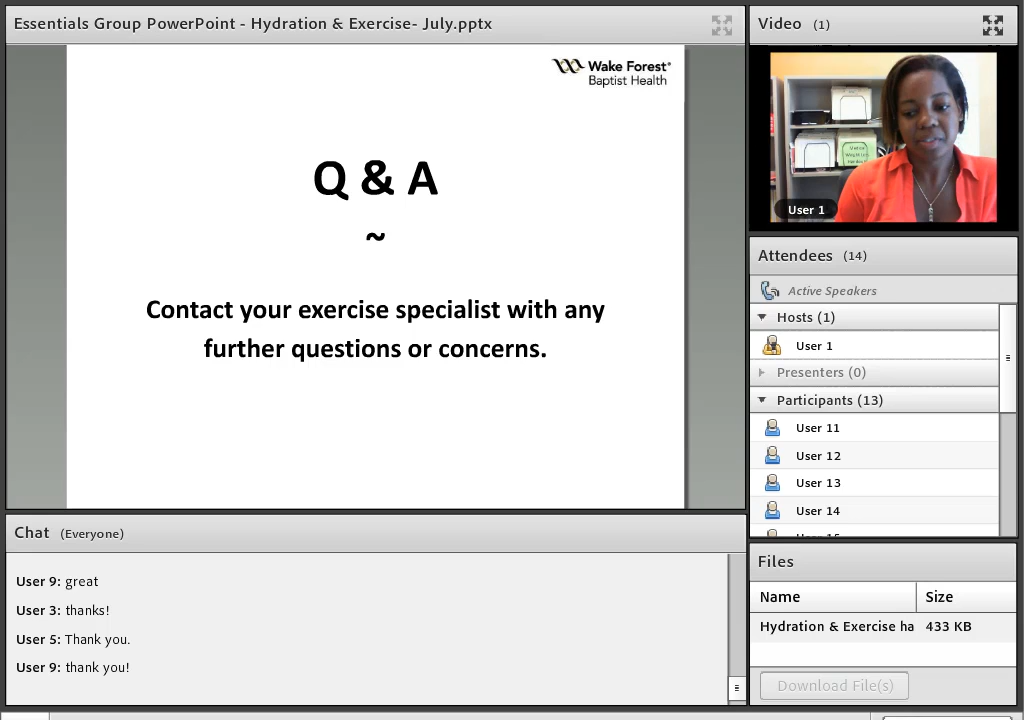 Essentials Group PowerPoint - Hydration & Exercise- July.pptx
Wake Forest®
Baptist Health
Q & A
~
Contact your exercise specialist with any
further questions or concerns.
Chat (Everyone)
User 9: great
User 3: thanks!
User 5: Thank you.
User 9: thank you!
Video (1)
User 1
Attendees (14)
Active Speakers
Hosts (1)
User 1
Presenters (0)
Participants (13)
User 11
User 12
User 13
User 14
Files
Name Size
Hydration & Exercise ha 433 KB
Download File(s)